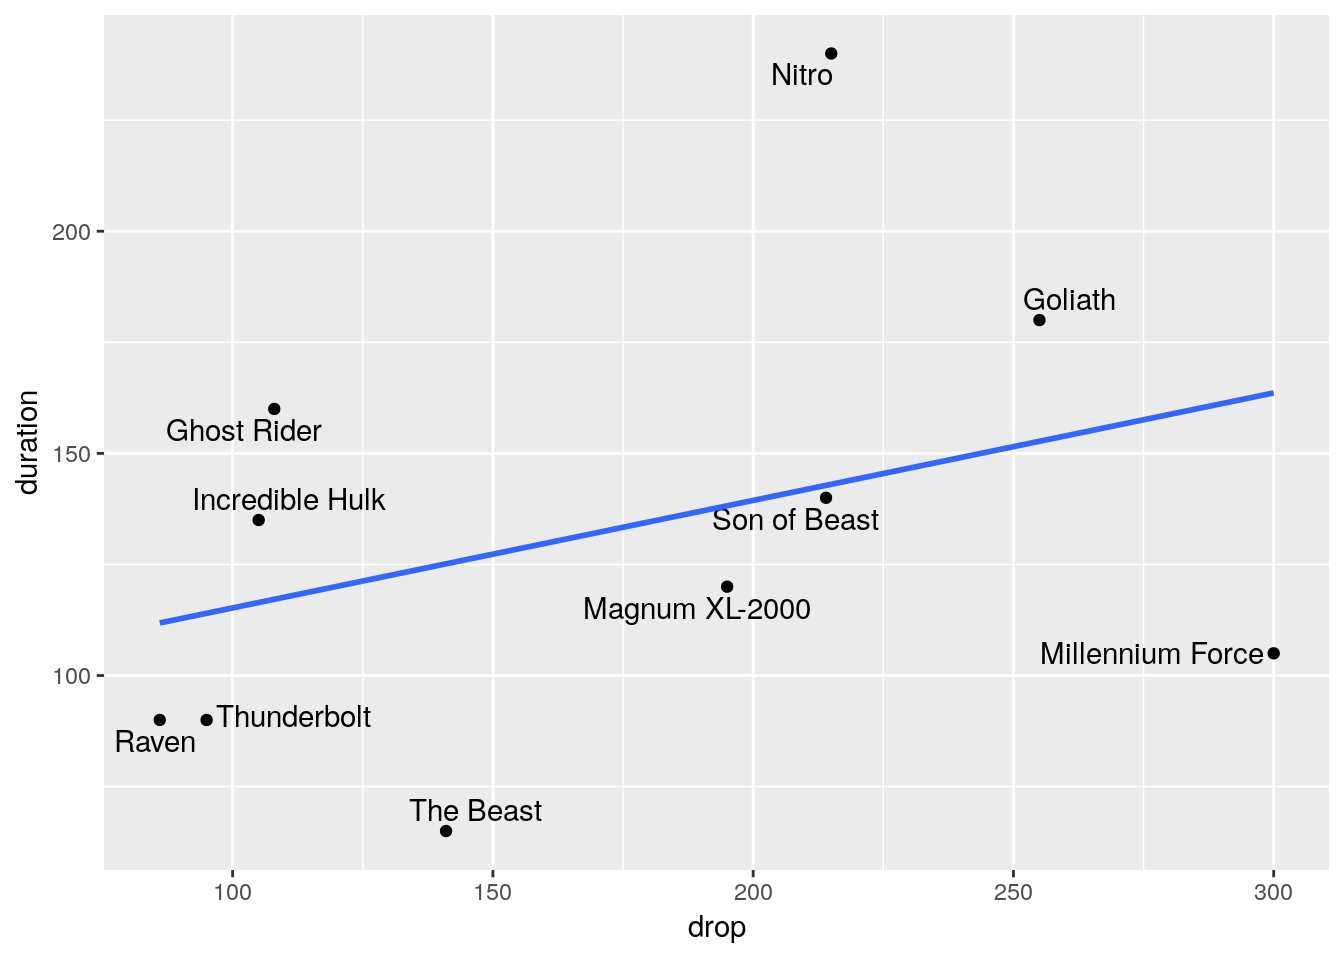 Nitro
200
Goliath
Ghost Rider
150
Incredible Hulk
Son of Beast
Magnum XL-2000
Millennium Force
100
Thunderbolt
Raven
The Beast
100
150
200
250
300
drop
duration